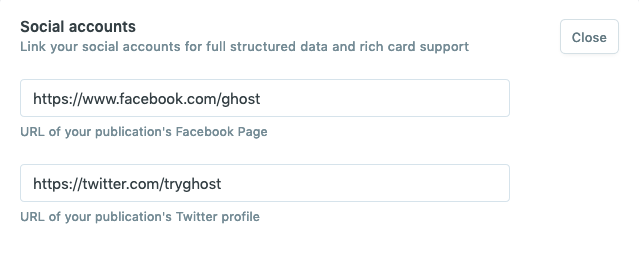 Social accounts
Link your social accounts for full structured data and rich card support
Close
https://www.facebook.com/ghost
URL of your publication's Facebook Page
https://twitter.com/tryghost
URL of your publication's Twitter profile